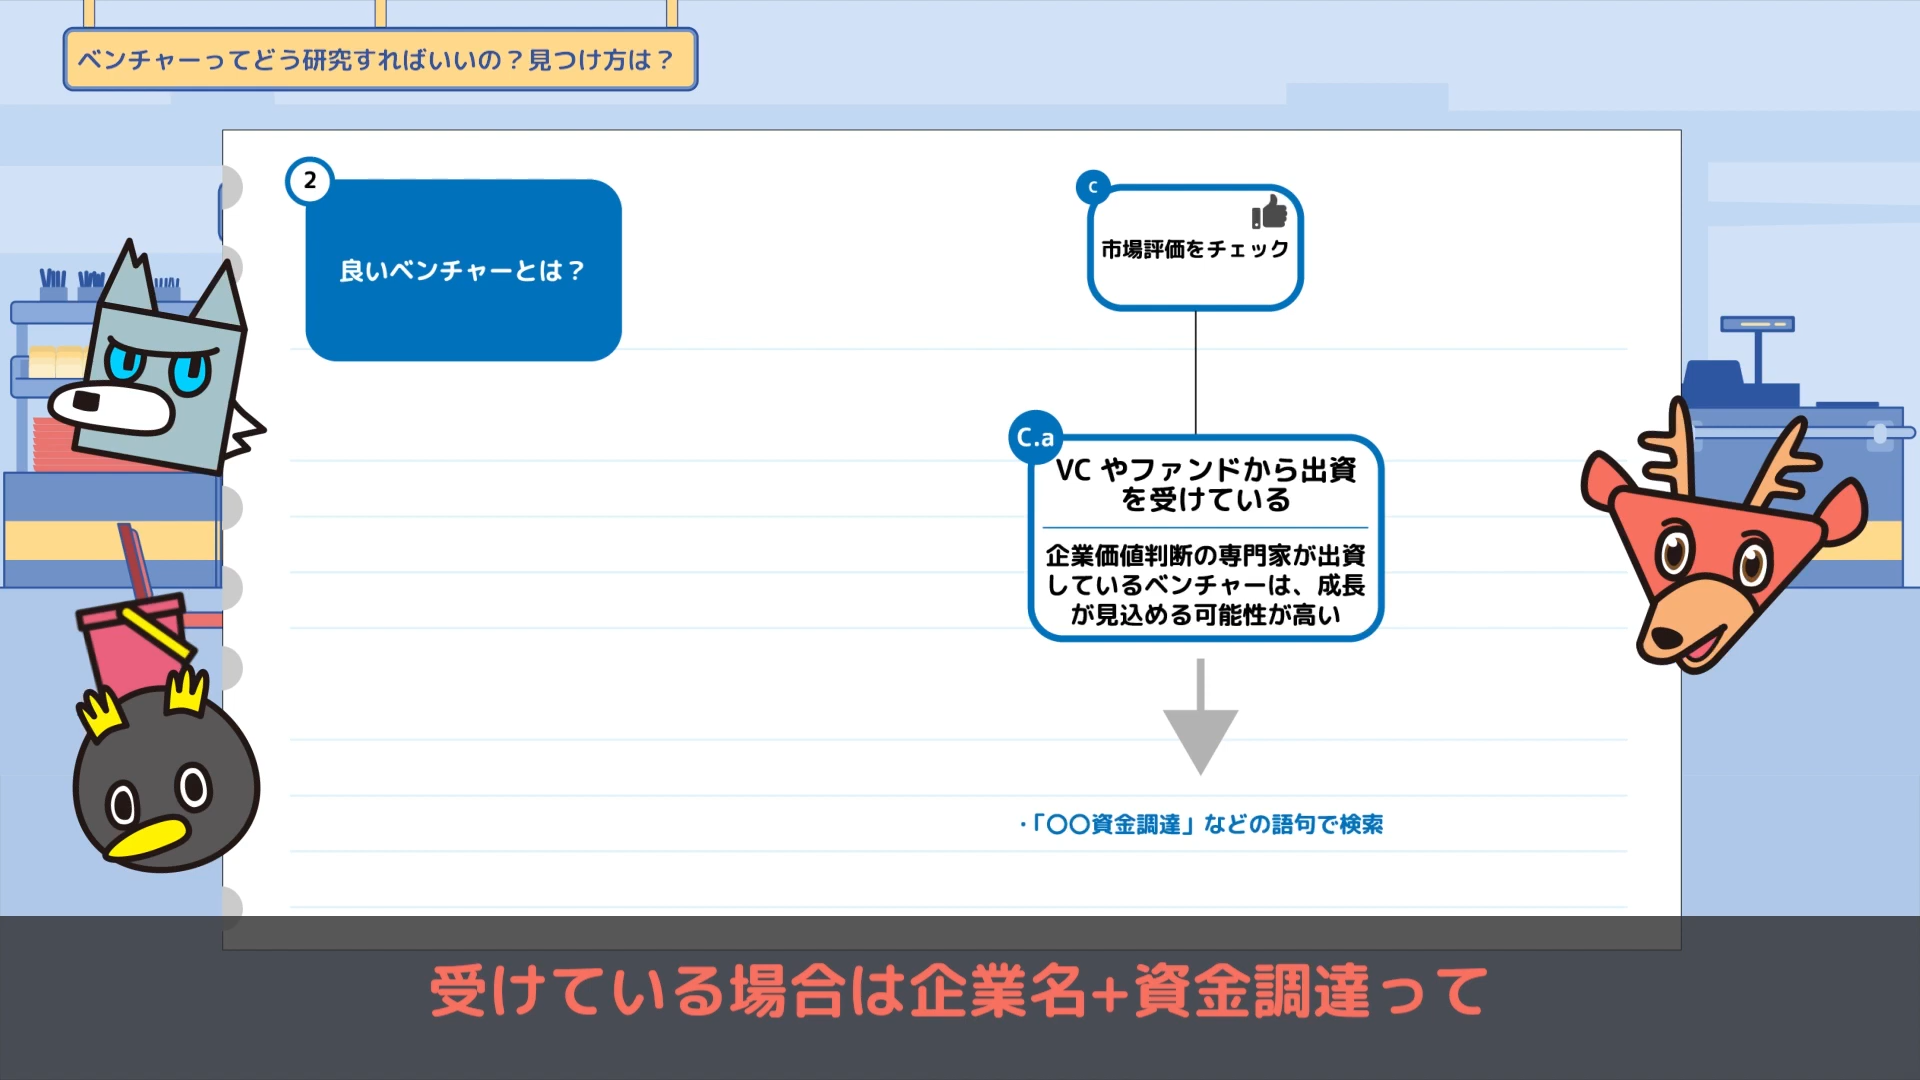 ベンチャーってどう研究すればいいの？見つけ方は？
2
良いベンチャーとは？
C
市場評価をチェック
C.a
VC やファンドから出資
を受けている
企業価値判断の専門家が出資
しているベンチャーは、成長
が見込める可能性が高い
・「〇〇資金調達」などの語句で検索
受けている場合は企業名+資金調達って